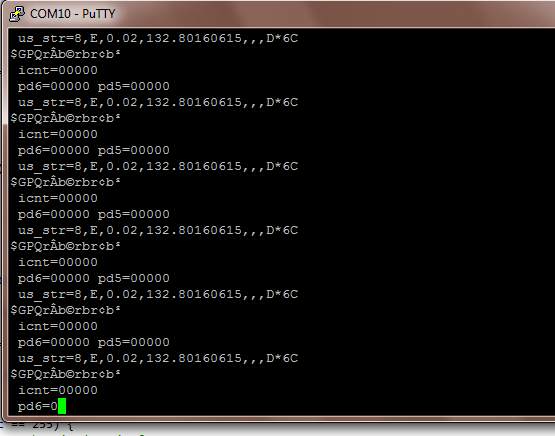 COM10 - PuTTY
us_str=8,E,0.02,132.80160615,,,D*6C
$GPQrÂb©rbr¢b²
icnt=00000
pd6=00000 pd5=00000
us_str=8,E,0.02,132.80160615,,,D*6C
$GPQrÂb©rbr¢b²
icnt=00000
pd6=00000 pd5=00000
us_str=8,E,0.02,132.80160615,,,D*6C
$GPQrÂb©rbr¢b²
icnt=00000
pd6=00000 pd5=00000
us_str=8,E,0.02,132.80160615,,,D*6C
$GPQrÂb©rbr¢b²
icnt=00000
pd6=00000 pd5=00000
us_str=8,E,0.02,132.80160615,,,D*6C
$GPQrÂb©rbr¢b²
icnt=00000
pd6=00000 pd5=00000
us_str=8,E,0.02,132.80160615,,,D*6C
$GPQrÂb©rbr¢b²
icnt=00000
pd6=0
== 255) {